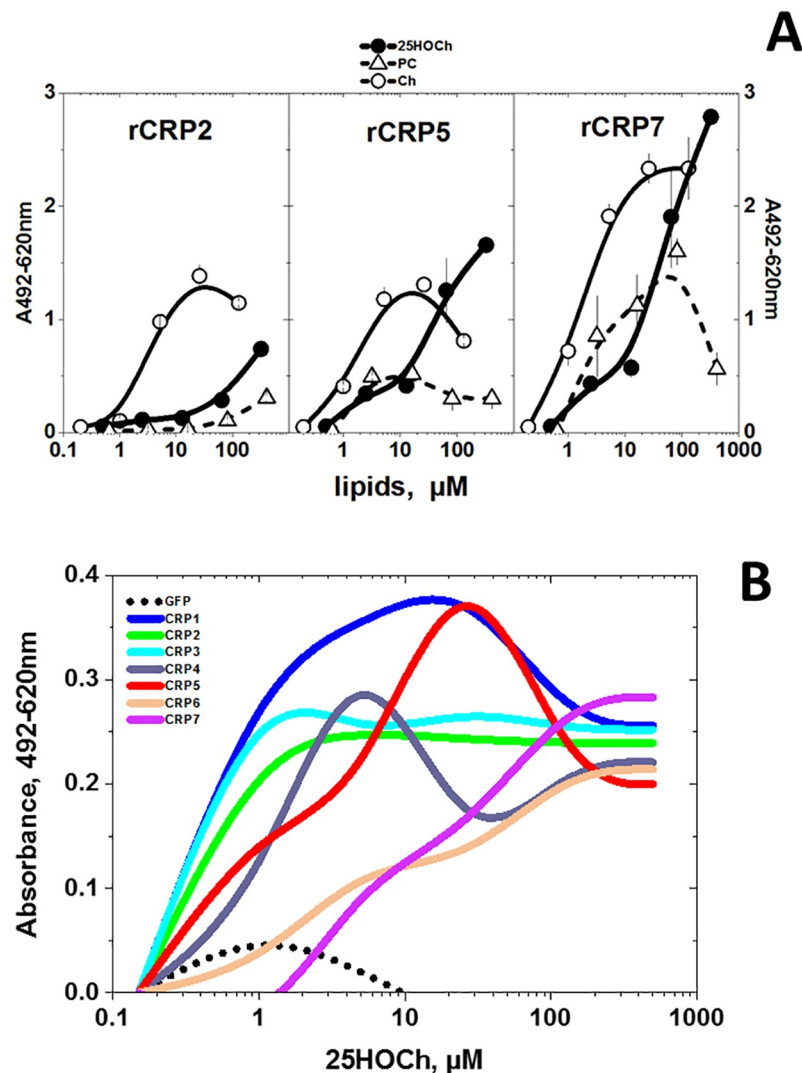 A
25HOCh
PC
Ch
3 3
rCRP2 rCRP5 rCRP7
2 2
1 1
0 0
A492-620nm
A492-620nm
0.1 1 10 100 1 10 100 1 10 100 1000
lipids, µM
B
0.4
GFP
CRP1
CRP2
CRP3
CRP4
CRP5
CRP6
CRP7
0.3
0.2
0.1
0.0
Absorbance, 492-620nm
0.1 1 10 100 1000
25HOCh, µM